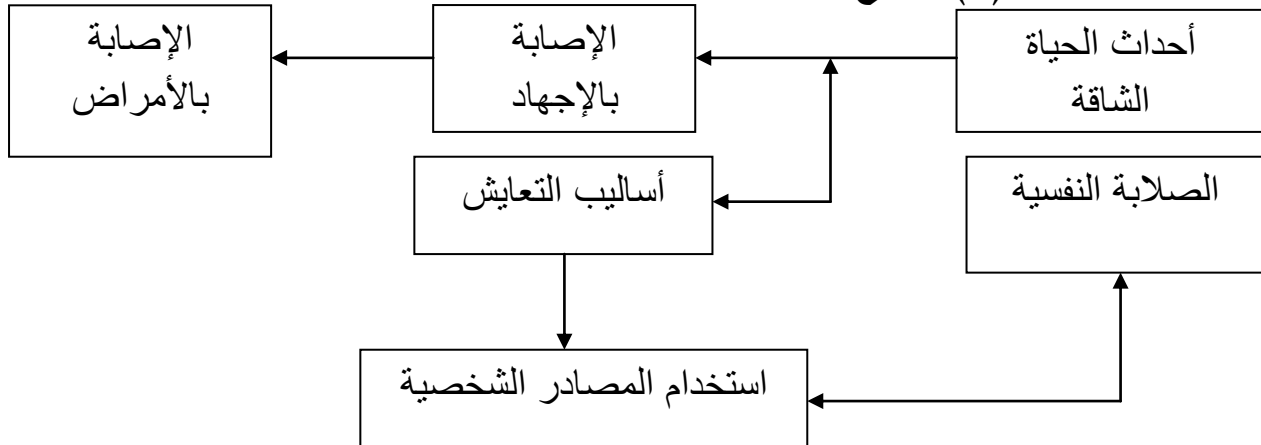 أحداث الحياة
الشاقة
الإصابة
بالإجهاد
الإصابة
بالأمراض
الصلابة النفسية
أساليب التعايش
استخدام المصادر الشخصية